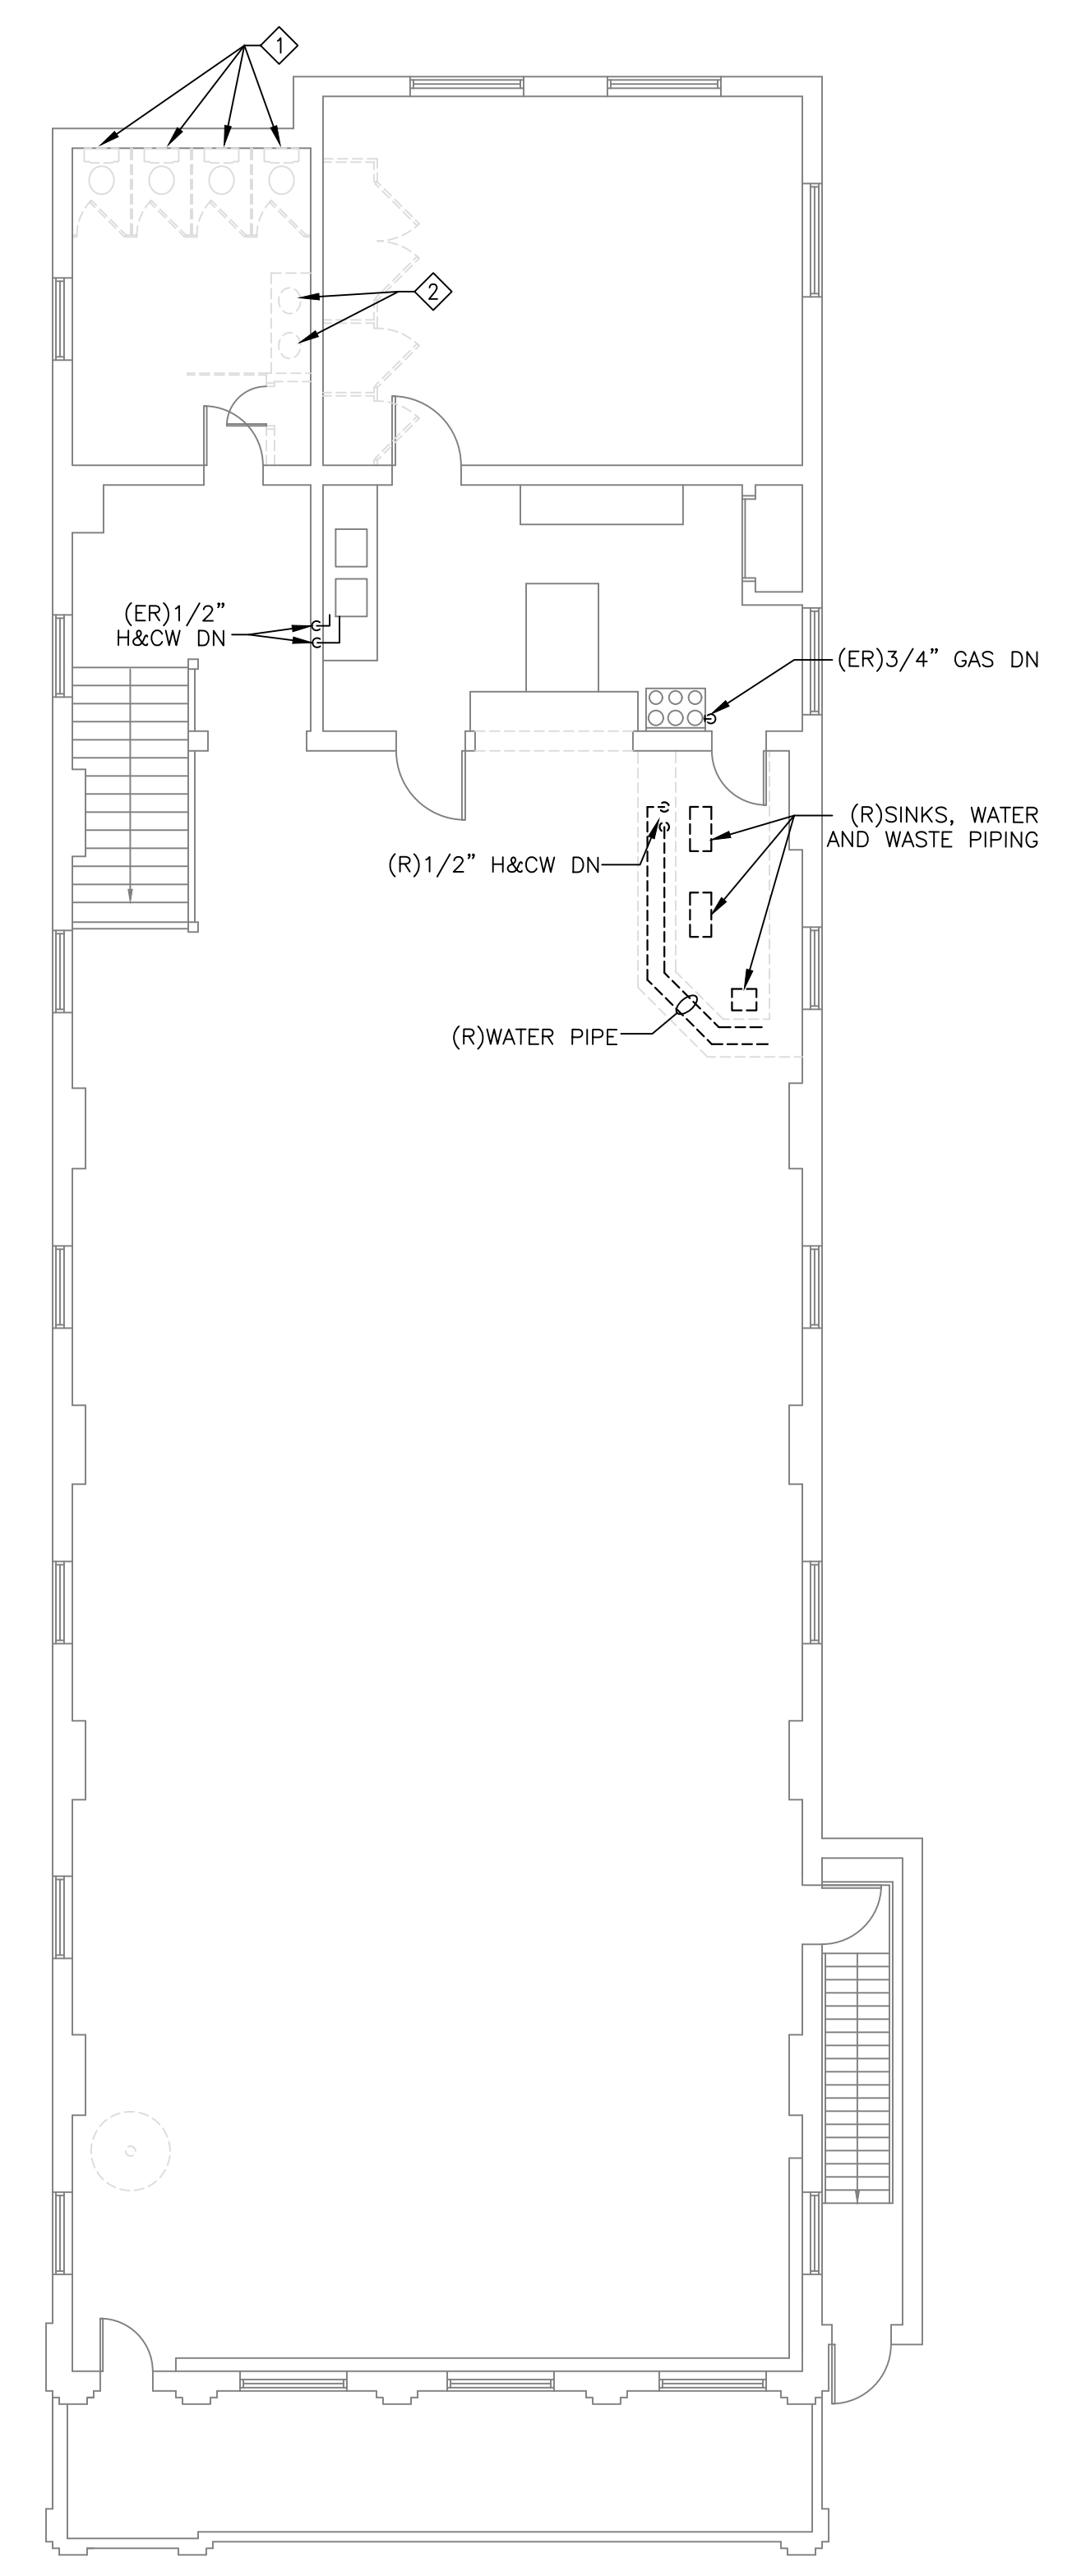 1
2
(ER)1/2”
H&CW DN
(ER)3/4” GAS DN
(R)SINKS, WATER
AND WASTE PIPING
(R)1/2” H&CW DN
(R)WATER PIPE